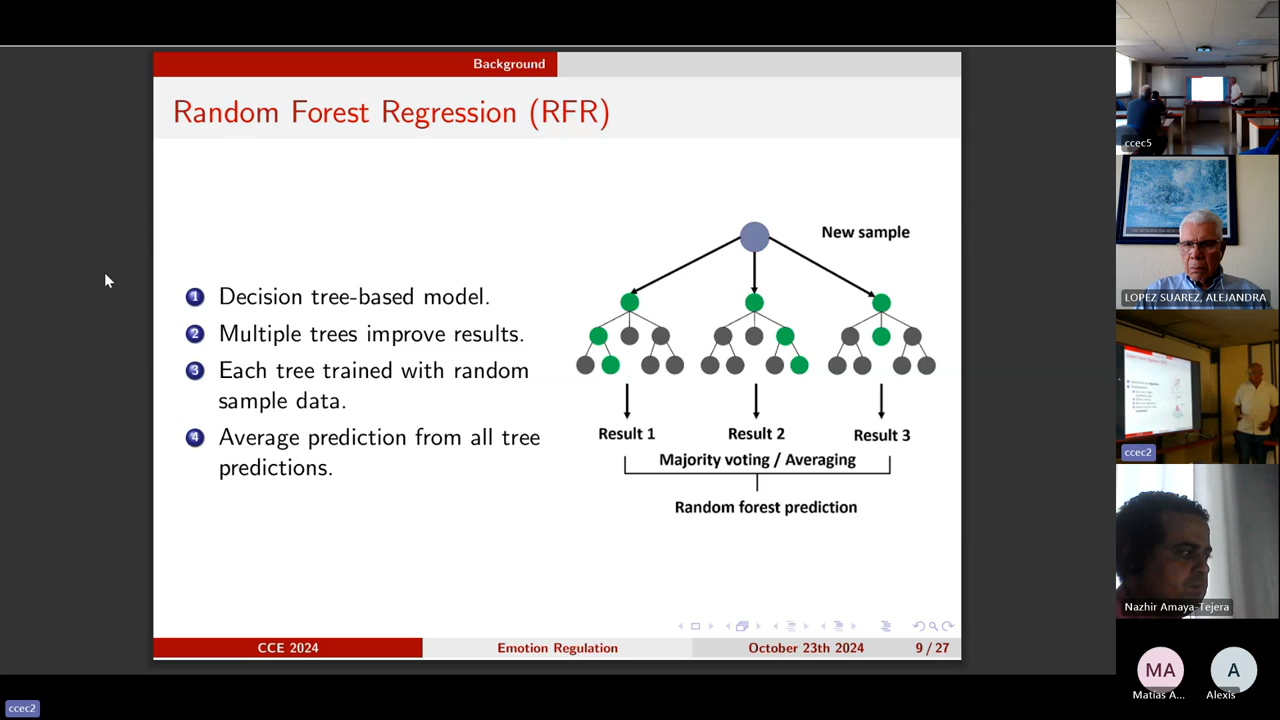 Background
Random Forest Regression (RFR)
1 Decision tree-based model.
2 Multiple trees improve results.
3 Each tree trained with random
sample data.
4 Average prediction from all tree
predictions.
New sample
Result 1 Result 2 Result 3
Majority voting / Averaging
Random forest prediction
CCE 2024 Emotion Regulation October 23th 2024 9 / 27
ccec2
ccec5
LOPEZ SUAREZ, ALEJANDRA
ccec2
Nazhir Amaya-Tejera
MA A
Matías A... Alexis